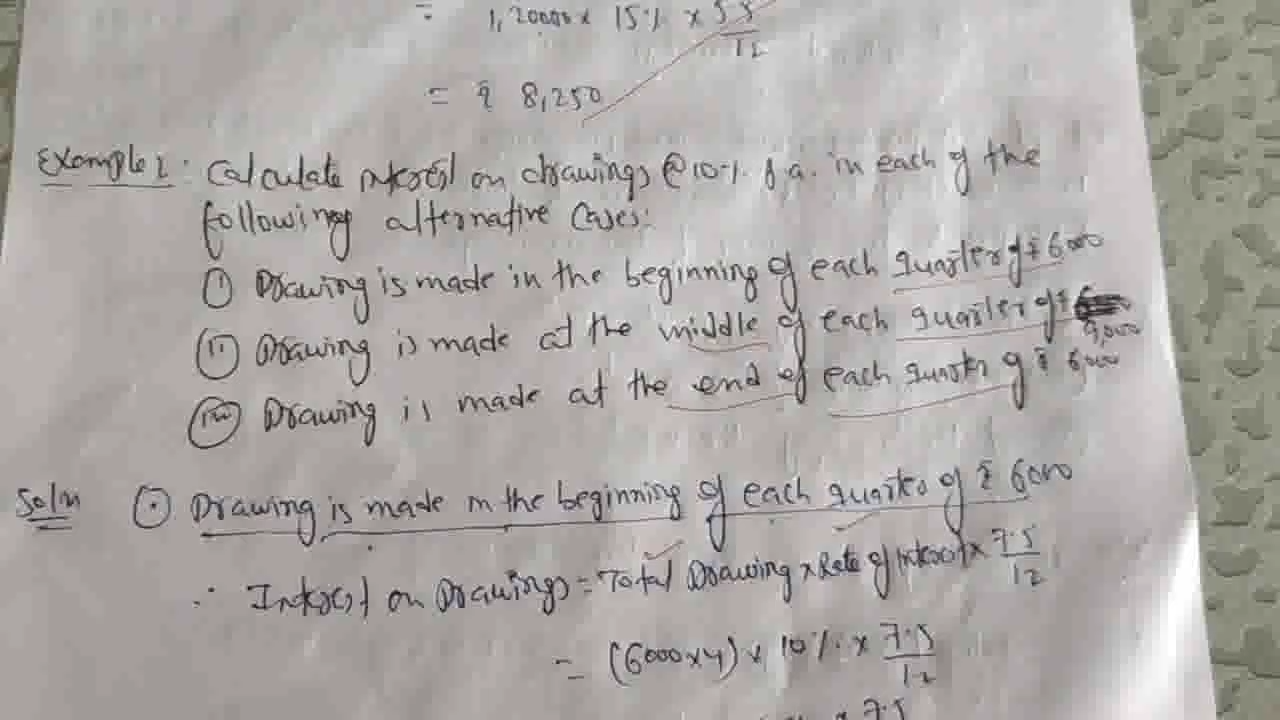 = 1,20000 x 15% x 5.5/12
= ₹ 8,250
Example 2: Calculate interest on drawings @ 10% p.a. in each of the
following alternative Cases:
(i) Drawing is made in the beginning of each quarter of ₹ 6000
(ii) Drawing is made at the middle of each quarter of ₹ 9,000
(iii) Drawing is made at the end of each quarter of ₹ 6000
Soln (i) Drawing is made in the beginning of each quarter of ₹ 6000
∴ Interest on Drawings = Total Drawing x Rate of Interest x 7.5/12
= (6000x4) x 10% x 7.5/12
x 7.5